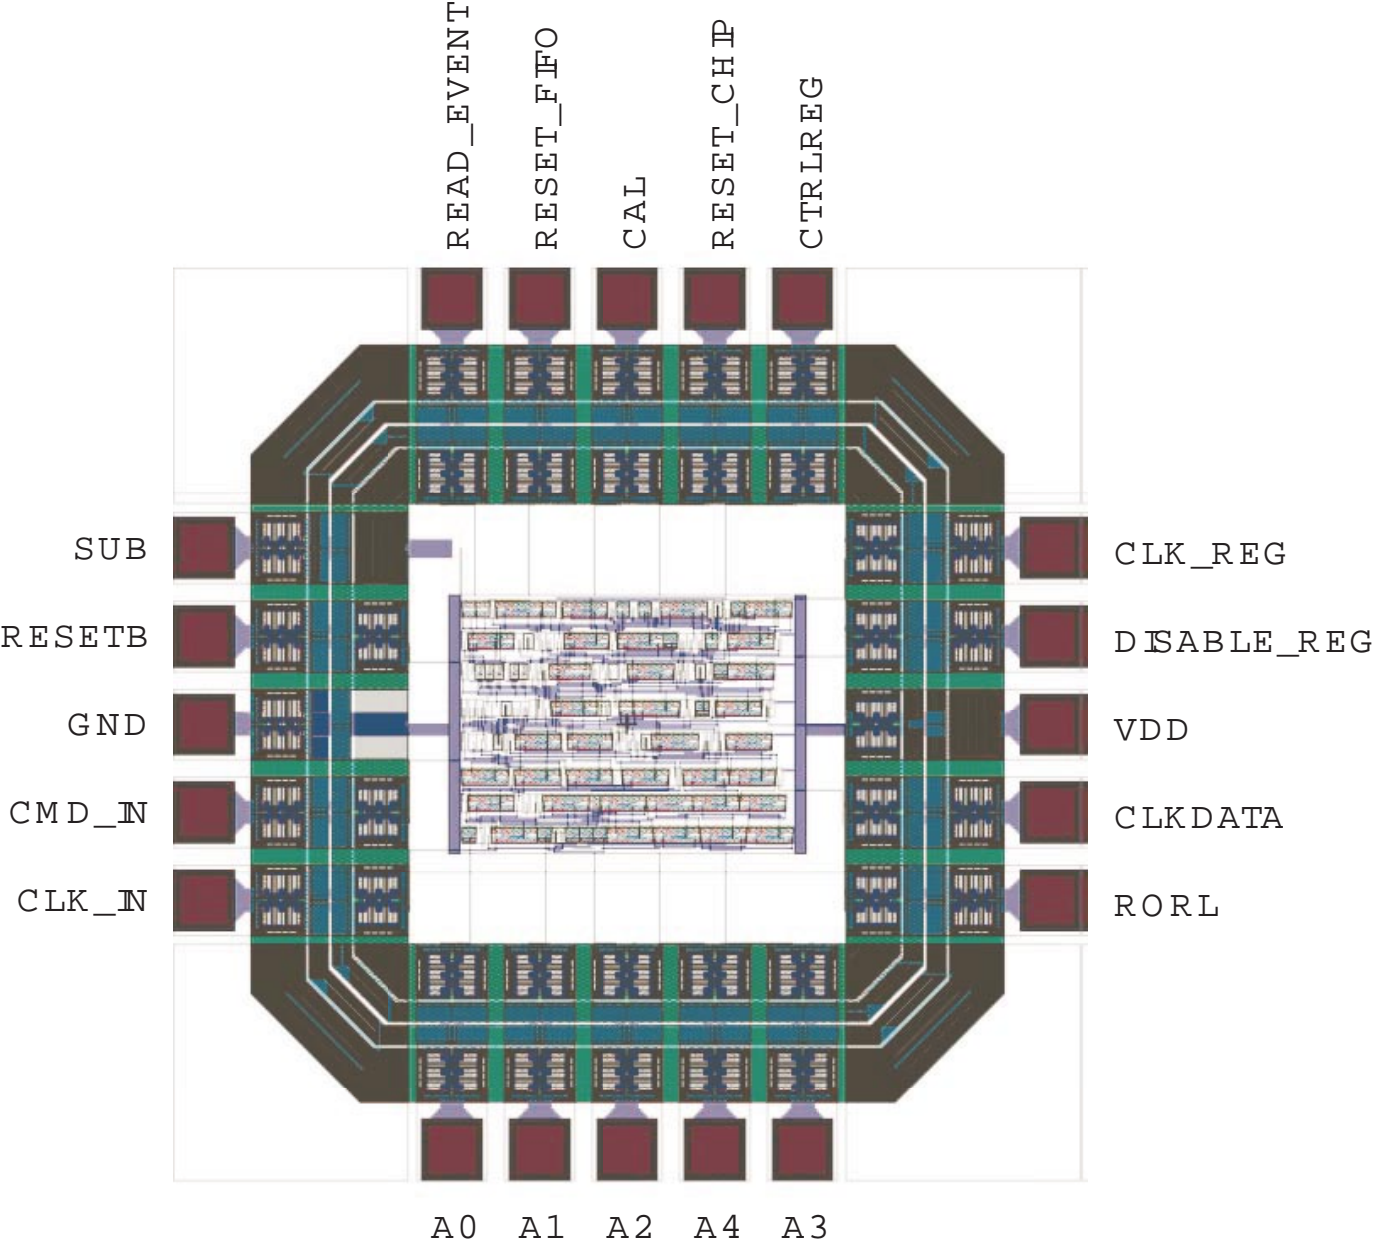 READ_EVENT
RESET_FIFO
CAL
RESET_CHIP
CTRLREG
SUB
RESETB
GND
CMD_IN
CLK_IN
CLK_REG
DISABLE_REG
VDD
CLKDATA
RORL
A0 A1 A2 A4 A3